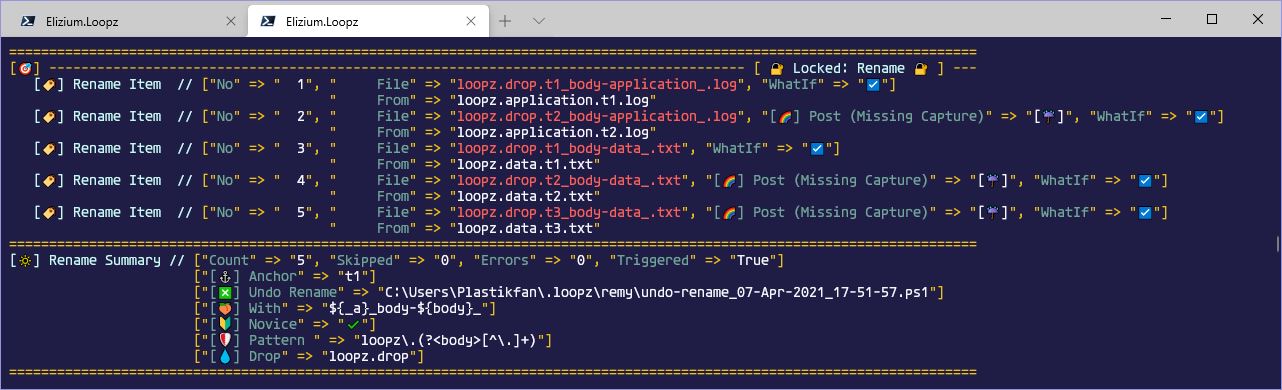 Elizium.Loopz
Elizium.Loopz
=========================================================================================================================
[🎯] ---------------------------------------------------------------------------------------- [ 🔐 Locked: Rename 🔐 ] ---
[🏷️] Rename Item // ["No" => "  1", "     File" => "loopz.drop.t1_body-application_.log", "WhatIf" => "☑️"]
"     From" => "loopz.application.t1.log"
[🏷️] Rename Item // ["No" => "  2", "     File" => "loopz.drop.t2_body-application_.log", "[🌈] Post (Missing Capture)" => "[☔]", "WhatIf" => "☑️"]
"     From" => "loopz.application.t2.log"
[🏷️] Rename Item // ["No" => "  3", "     File" => "loopz.drop.t1_body-data_.txt", "WhatIf" => "☑️"]
"     From" => "loopz.data.t1.txt"
[🏷️] Rename Item // ["No" => "  4", "     File" => "loopz.drop.t2_body-data_.txt", "[🌈] Post (Missing Capture)" => "[☔]", "WhatIf" => "☑️"]
"     From" => "loopz.data.t2.txt"
[🏷️] Rename Item // ["No" => "  5", "     File" => "loopz.drop.t3_body-data_.txt", "[🌈] Post (Missing Capture)" => "[☔]", "WhatIf" => "☑️"]
"     From" => "loopz.data.t3.txt"
=========================================================================================================================
[🔆] Rename Summary // ["Count" => "5", "Skipped" => "0", "Errors" => "0", "Triggered" => "True"]
["[⚓] Anchor" => "t1"]
["[❎] Undo Rename" => "C:\Users\Plastikfan\.loopz\remy\undo-rename_07-Apr-2021_17-51-57.ps1"]
["[🧡] With" => "${_a}_body-${body}_"]
["[🔰] Novice" => "✓"]
["[🛡️] Pattern " => "loopz\.(?<body>[^\.]+)"]
["[💧] Drop" => "loopz.drop"]
=========================================================================================================================